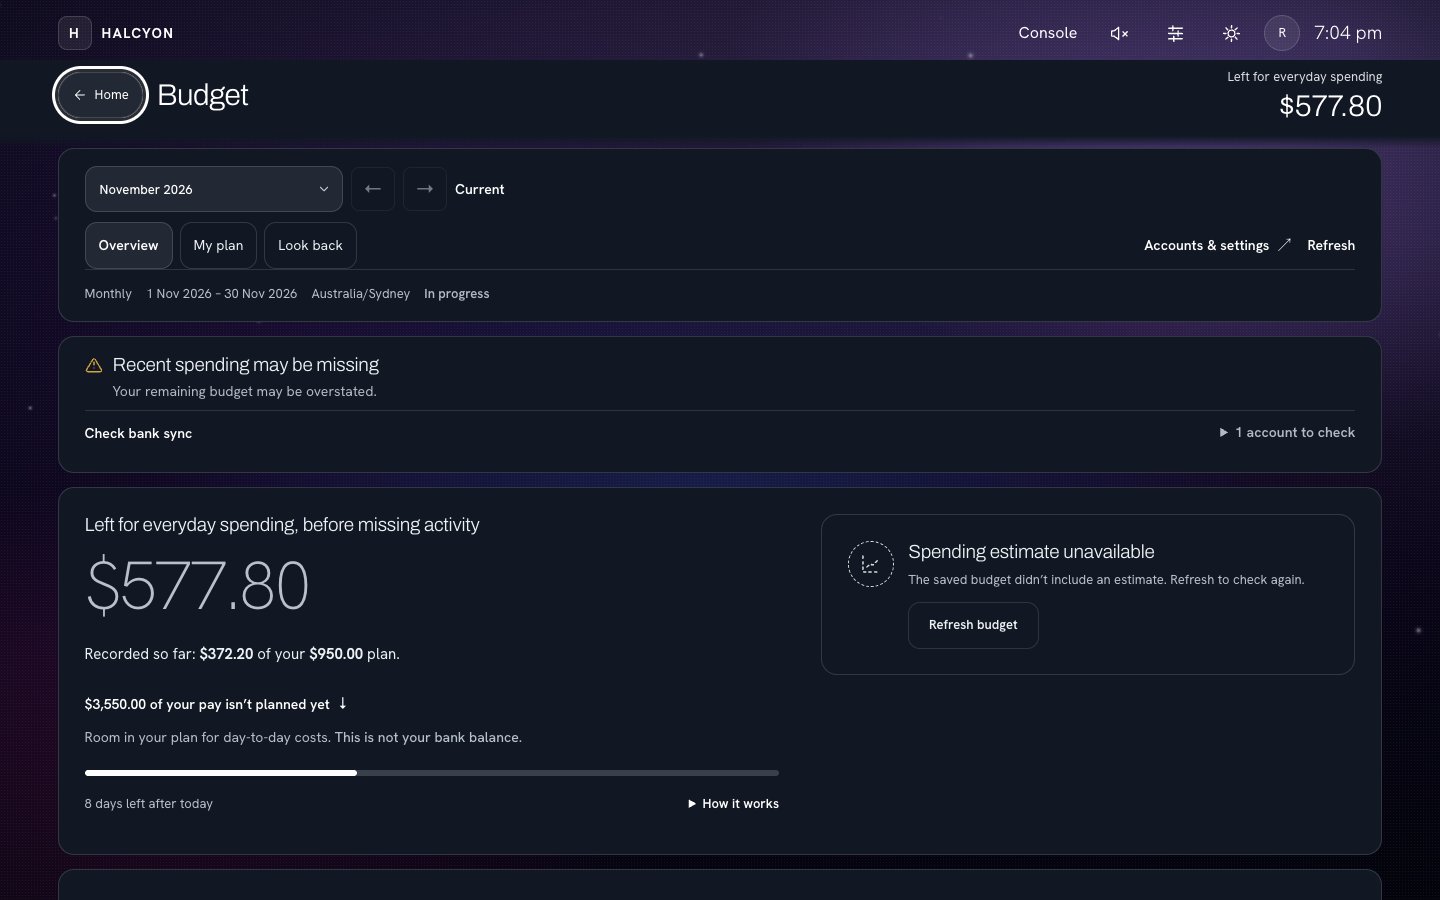 H HALCYON
Console
R
7:04 pm
← Home
Budget
Left for everyday spending
$577.80
November 2026
← → Current
Overview My plan Look back
Accounts & settings ↗ Refresh
Monthly 1 Nov 2026 – 30 Nov 2026 Australia/Sydney In progress
Recent spending may be missing
Your remaining budget may be overstated.
Check bank sync
▶ 1 account to check
Left for everyday spending, before missing activity
$577.80
Recorded so far: $372.20 of your $950.00 plan.
$3,550.00 of your pay isn’t planned yet ↓
Room in your plan for day-to-day costs. This is not your bank balance.
8 days left after today
▶ How it works
Spending estimate unavailable
The saved budget didn’t include an estimate. Refresh to check again.
Refresh budget